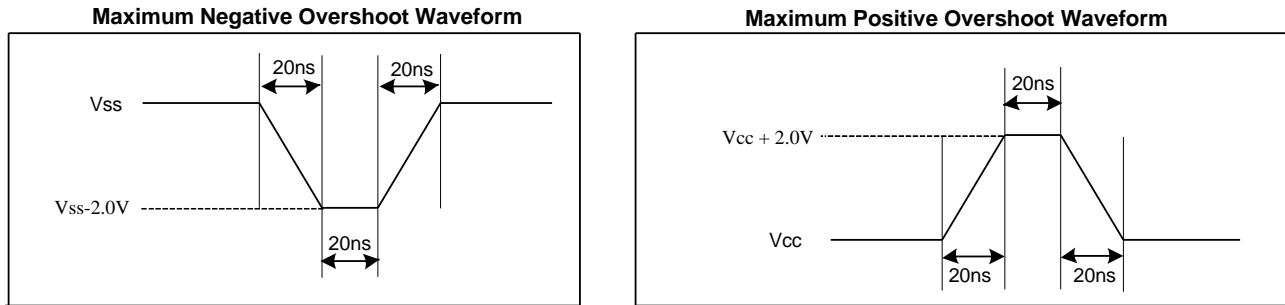 Maximum Negative Overshoot Waveform
20ns
20ns
Vss
Vss-2.0V
20ns
Maximum Positive Overshoot Waveform
20ns
Vcc + 2.0V
Vcc
20ns
20ns